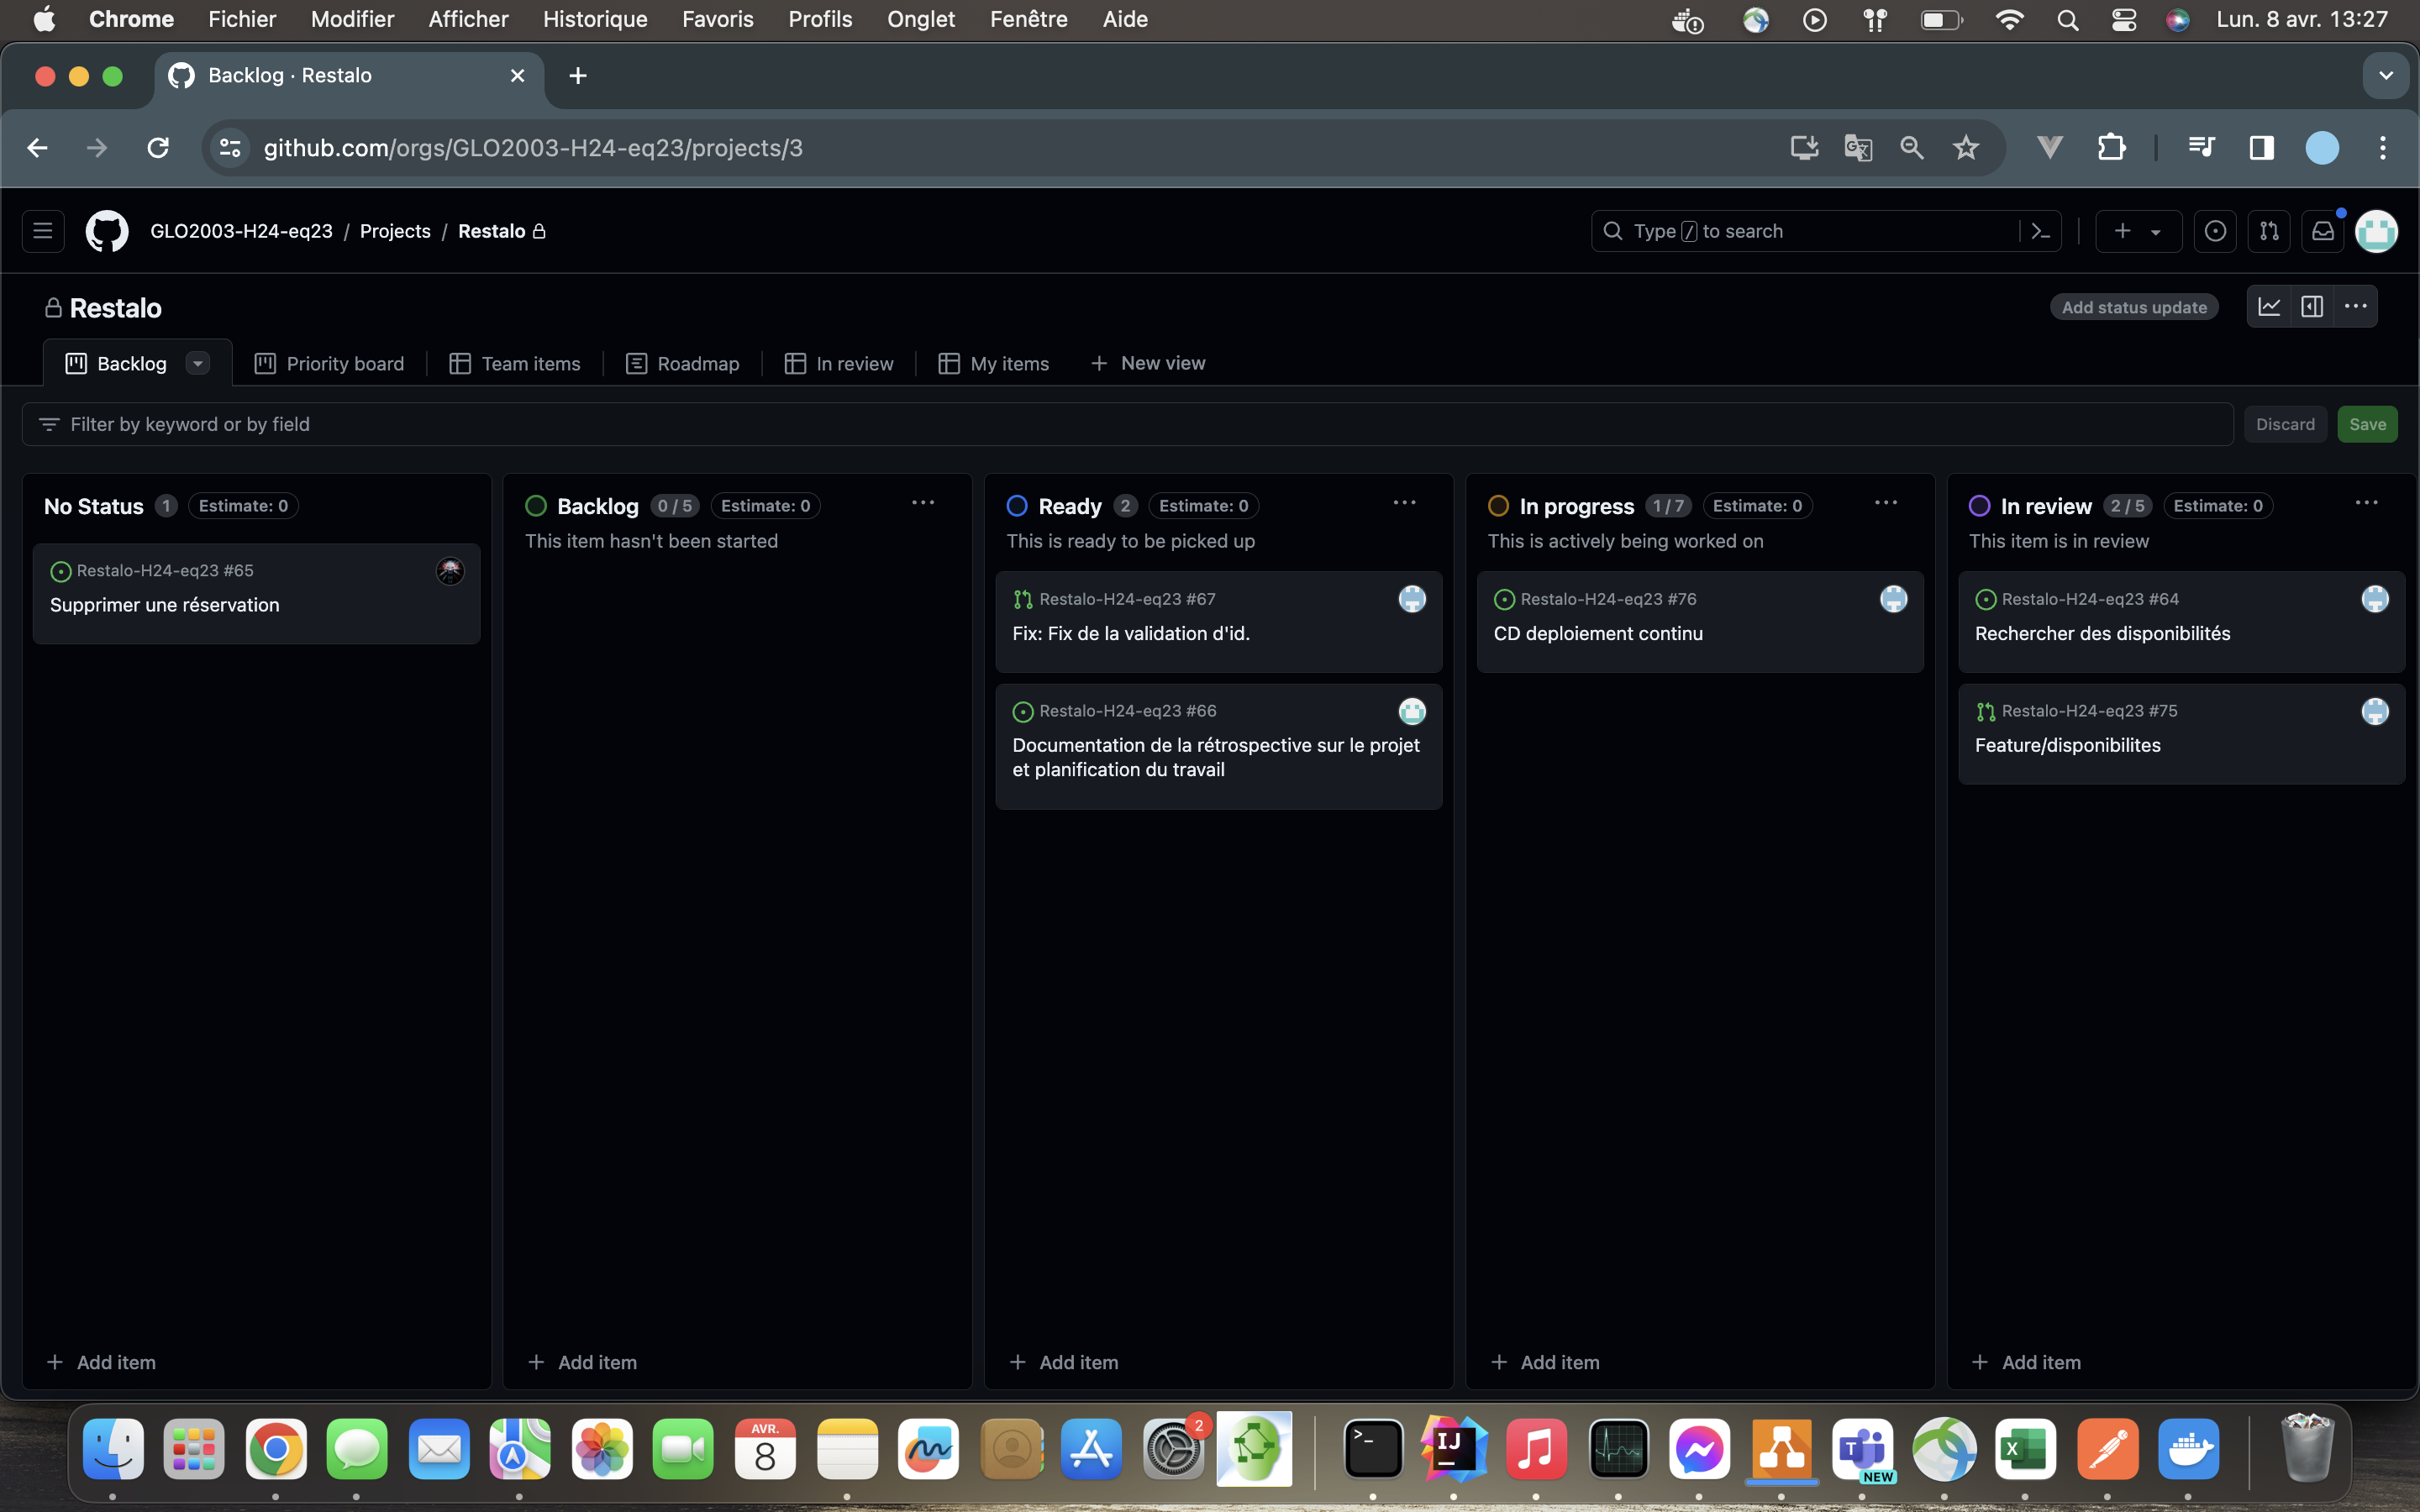 Chrome Fichier Modifier Afficher Historique Favoris Profils Onglet Fenêtre Aide Lun. 8 avr. 13:27
Backlog · Restalo
github.com/orgs/GLO2003-H24-eq23/projects/3
GLO2003-H24-eq23 / Projects / Restalo Type / to search
Restalo Add status update
Backlog Priority board Team items Roadmap In review My items + New view
Filter by keyword or by field Discard Save
No Status 1 Estimate: 0
Restalo-H24-eq23 #65
Supprimer une réservation
+ Add item
Backlog 0 / 5 Estimate: 0
This item hasn't been started
+ Add item
Ready 2 Estimate: 0
This is ready to be picked up
Restalo-H24-eq23 #67
Fix: Fix de la validation d'id.
Restalo-H24-eq23 #66
Documentation de la rétrospective sur le projet
et planification du travail
+ Add item
In progress 1 / 7 Estimate: 0
This is actively being worked on
Restalo-H24-eq23 #76
CD deploiement continu
+ Add item
In review 2 / 5 Estimate: 0
This item is in review
Restalo-H24-eq23 #64
Rechercher des disponibilités
Restalo-H24-eq23 #75
Feature/disponibilites
+ Add item
AVR.
8
2
>_
IJ
T
NEW
X